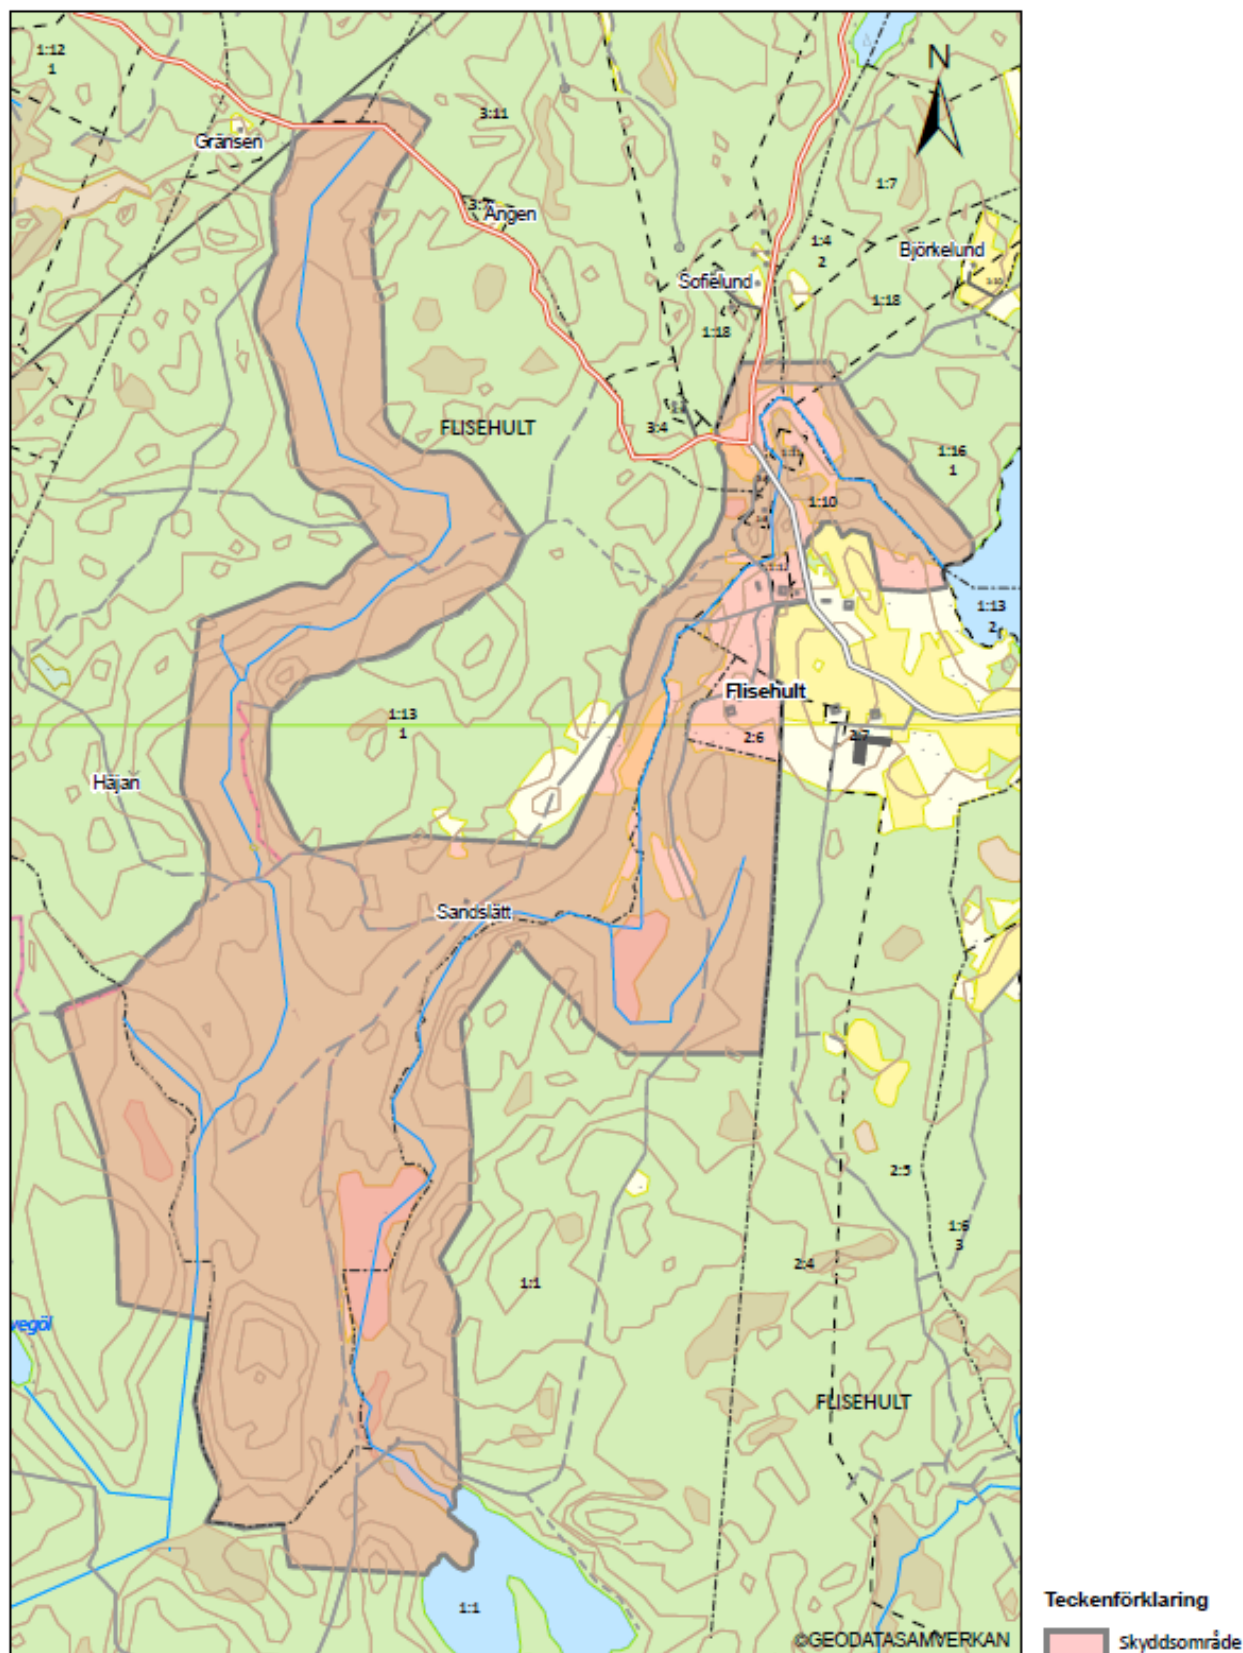 1:12
1
Gränsen
3:11
N
1:7
3:7
Ängen
1:4
2
Björkelund
Sofielund
1:18
1:18
FLISEHULT
3:4
1:16
1
1:10
1:13
2
Flisehult
1:13
1
2:6
2:7
Häjan
Sandslätt
2:5
1:6
3
1:1
2:4
vegöl
FLISEHULT
1:1
©GEODATASAMVERKAN
Teckenförklaring
Skyddsområde